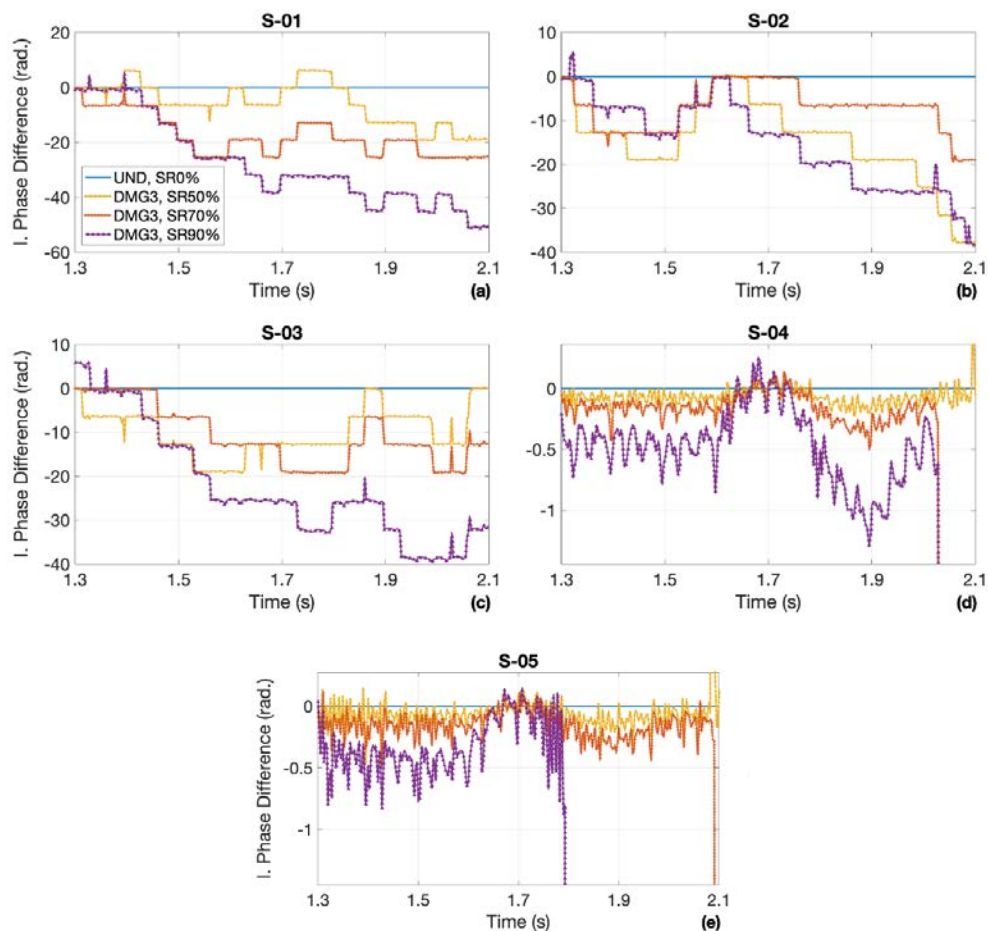 S-01
S-02
I. Phase Difference (rad.)
20
0
-20
-40
-60
UND, SR0%
DMG3, SR50%
DMG3, SR70%
DMG3, SR90%
1.3 1.5 1.7 1.9 2.1
Time (s)
(a)
10
0
-10
-20
-30
-40
1.3 1.5 1.7 1.9 2.1
Time (s)
(b)
S-03
S-04
I. Phase Difference (rad.)
10
0
-10
-20
-30
-40
1.3 1.5 1.7 1.9 2.1
Time (s)
(c)
0
-0.5
-1
1.3 1.5 1.7 1.9 2.1
Time (s)
(d)
S-05
I. Phase Difference (rad.)
0
-0.5
-1
1.3 1.5 1.7 1.9 2.1
Time (s)
(e)